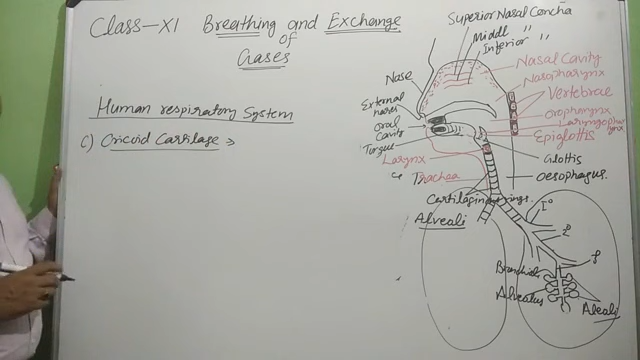 Class-XI Breathing and Exchange
of
Gases
Human respiratory System
c) Cricoid Cartilage ⇒
Superior Nasal Concha
Middle "
Inferior "
Nasal Cavity
Nasopharynx
Vertebrae
Oropharynx
Laryngopharynx
Epiglottis
Glottis
Oesophagus
Nose
External
nares
Oral
Cavity
Tongue
Larynx
Trachea
Cartilaginous rings
Alveoli
1°
2°
Bronchiole
Alveolus
Alveoli